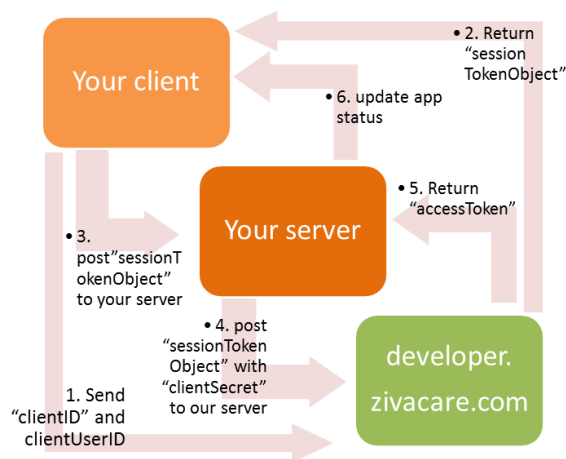 Your client
• 2. Return
“session
TokenObject”
• 6. update app
status
Your server
• 5. Return
“accessToken”
• 3.
post”sessionT
okenObject”
to your server
• 4. post
“sessionToken
Object” with
“clientSecret”
to our server
developer.
zivacare.com
1. Send
“clientID” and
clientUserID